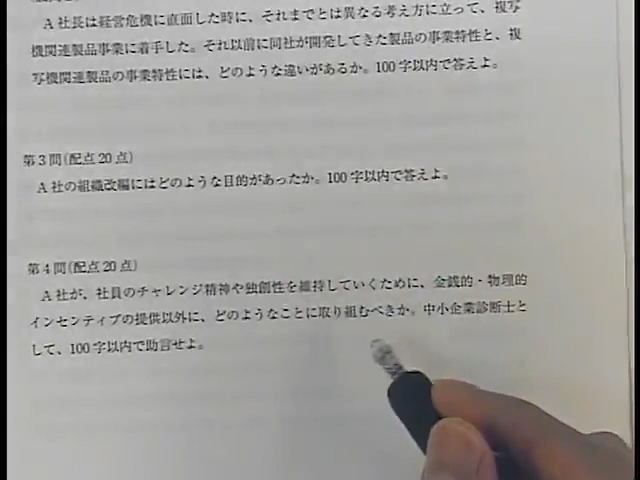 A社長は経営危機に直面した時に、それまでとは異なる考え方に立って、複写
機関連製品事業に着手した。それ以前に同社が開発してきた製品の事業特性と、複
写機関連製品の事業特性には、どのような違いがあるか。100字以内で答えよ。
第3問(配点20点)
A社の組織改編にはどのような目的があったか。100字以内で答えよ。
第4問(配点20点)
A社が、社員のチャレンジ精神や独創性を維持していくために、金銭的・物理的
インセンティブの提供以外に、どのようなことに取り組むべきか。中小企業診断士と
して、100字以内で助言せよ。